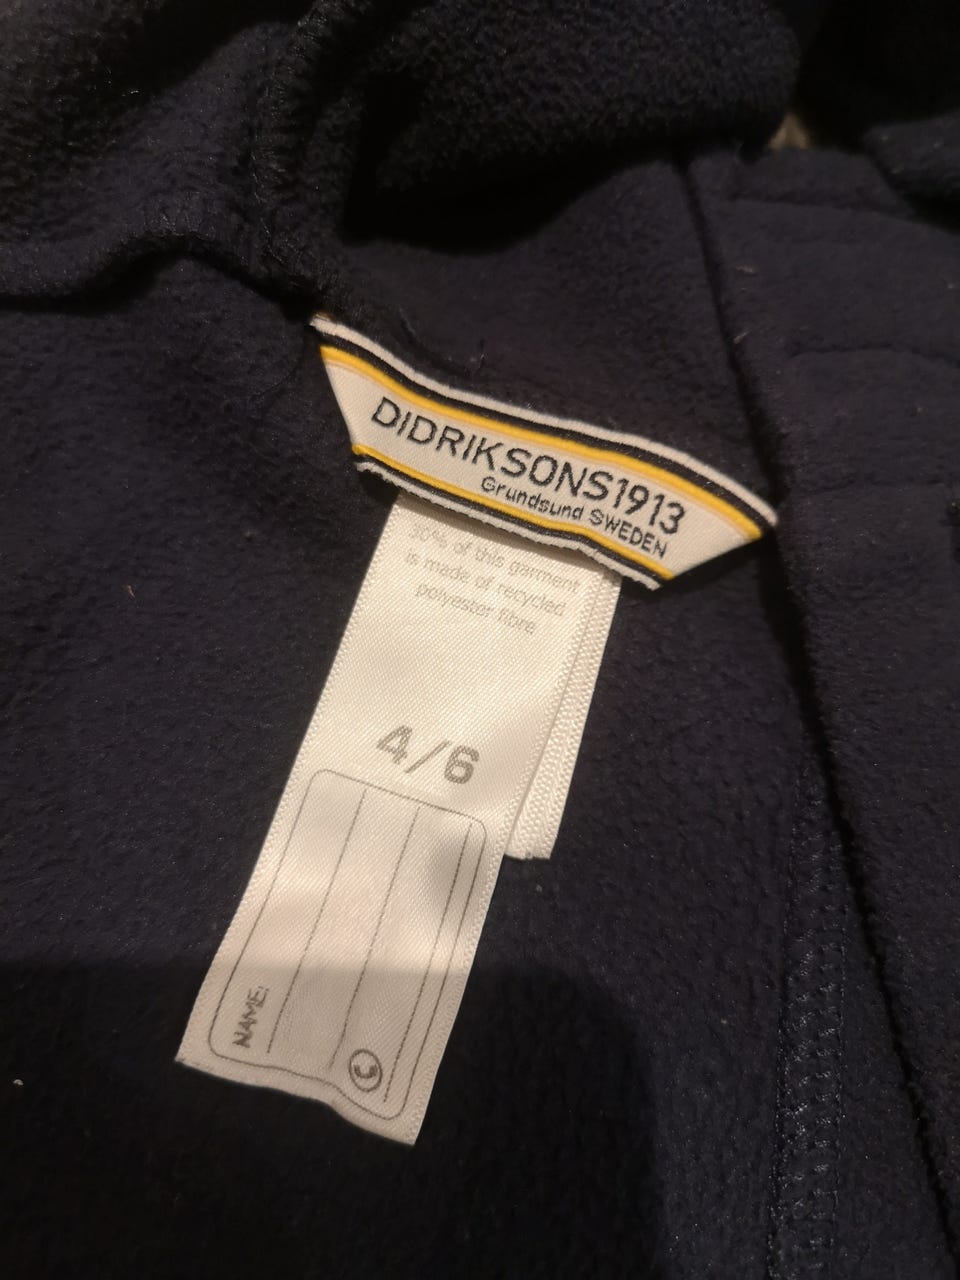 DIDRIKSONS1913
Grundsund SWEDEN
30% of this garment
is made of recycled
polyester fibre
4/6
NAME: